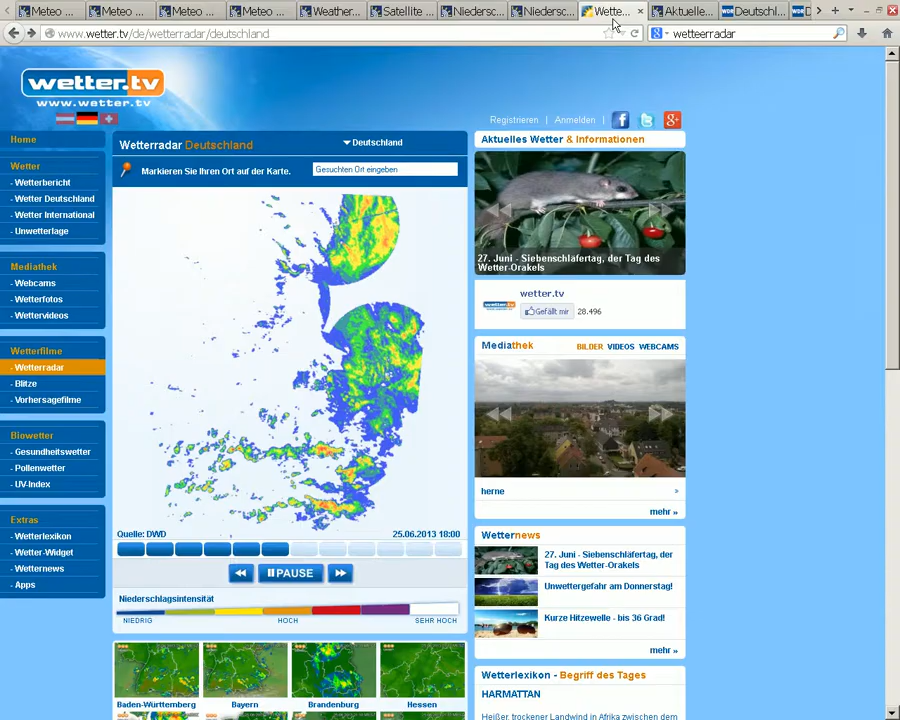 Meteo ...
Meteo ...
Meteo ...
Meteo ...
Weather...
Satellite ...
Niedersc...
Niedersc...
Wette...
Aktuelle...
Deutschl...
www.wetter.tv/de/wetterradar/deutschland
wetteerradar
wetter.tv
www.wetter.tv
Registrieren | Anmelden |
Home
Wetter
- Wetterbericht
- Wetter Deutschland
- Wetter International
- Unwetterlage
Mediathek
- Webcams
- Wetterfotos
- Wettervideos
Wetterfilme
- Wetterradar
- Blitze
- Vorhersagefilme
Biowetter
- Gesundheitswetter
- Pollenwetter
- UV-Index
Extras
- Wetterlexikon
- Wetter-Widget
- Wetternews
- Apps
Wetterradar Deutschland
Deutschland
Markieren Sie Ihren Ort auf der Karte.
Gesuchten Ort eingeben
Quelle: DWD
25.06.2013 18:00
PAUSE
Niederschlagsintensität
NIEDRIG
HOCH
SEHR HOCH
Baden-Württemberg
Bayern
Brandenburg
Hessen
Aktuelles Wetter & Informationen
27. Juni - Siebenschläfertag, der Tag des
Wetter-Orakels
wetter.tv
wetter.tv
Gefällt mir
28.496
Mediathek
BILDER VIDEOS WEBCAMS
herne
»
mehr »
Wetternews
27. Juni - Siebenschläfertag, der
Tag des Wetter-Orakels
Unwettergefahr am Donnerstag!
Kurze Hitzewelle - bis 36 Grad!
mehr »
Wetterlexikon - Begriff des Tages
HARMATTAN
Heißer, trockener Landwind in Afrika zwischen dem